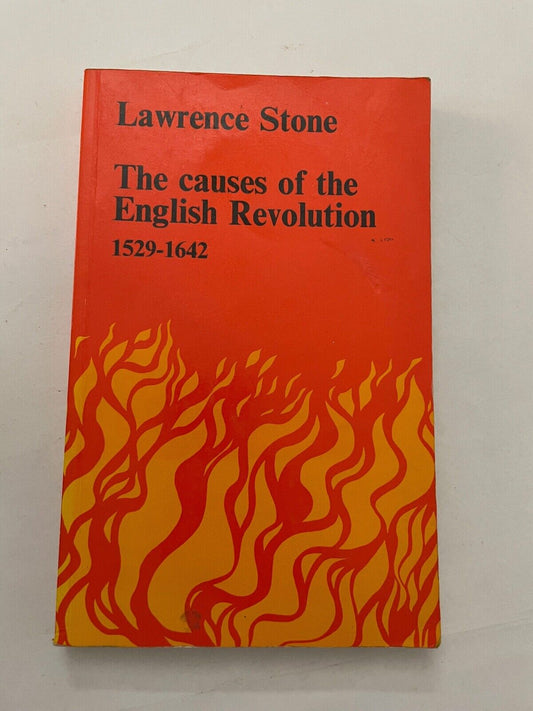 Lawrence Stone
The causes of the
English Revolution
1529-1642